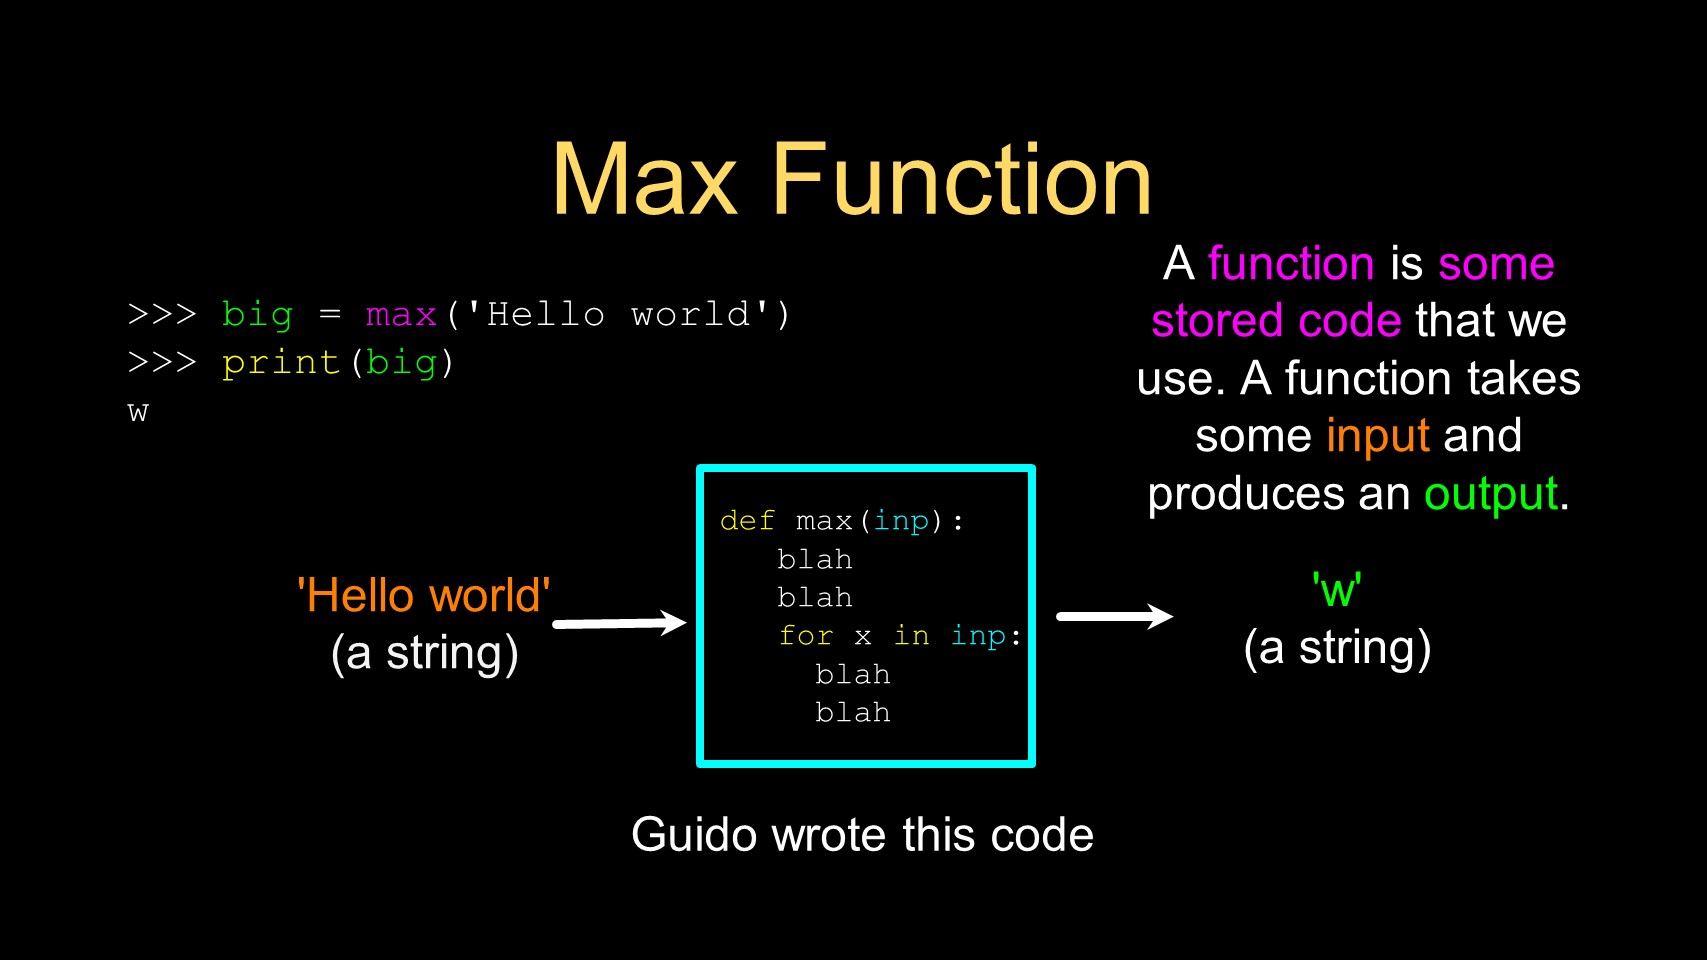 Max Function
>>> big = max('Hello world')
>>> print(big)
w
A function is some
stored code that we
use. A function takes
some input and
produces an output.
'Hello world'
(a string)
def max(inp):
blah
blah
for x in inp:
blah
blah
'w'
(a string)
Guido wrote this code